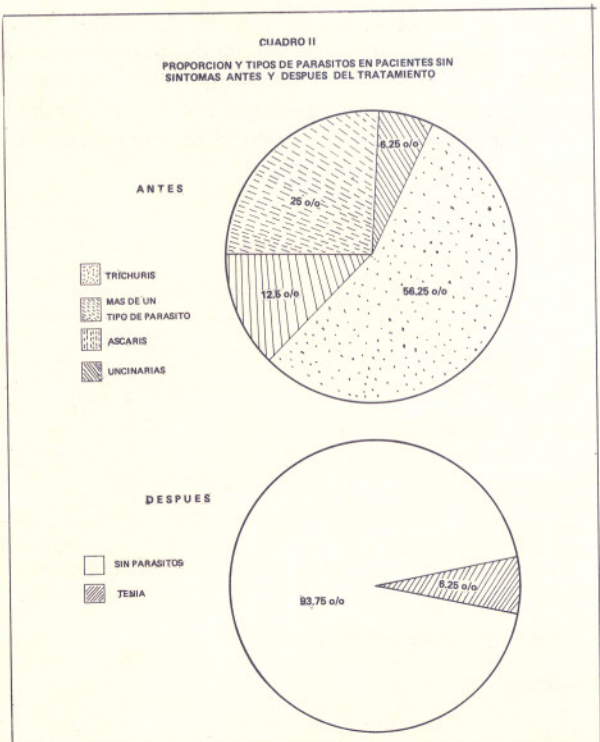 CUADRO II
PROPORCION Y TIPOS DE PARASITOS EN PACIENTES SIN
SINTOMAS ANTES Y DESPUES DEL TRATAMIENTO
ANTES
6.25 o/o
25 o/o
12.5 o/o
56.25 o/o
TRICHURIS
MAS DE UN
TIPO DE PARASITO
ASCARIS
UNCINARIAS
DESPUES
SIN PARASITOS
TENIA
6.25 o/o
93.75 o/o